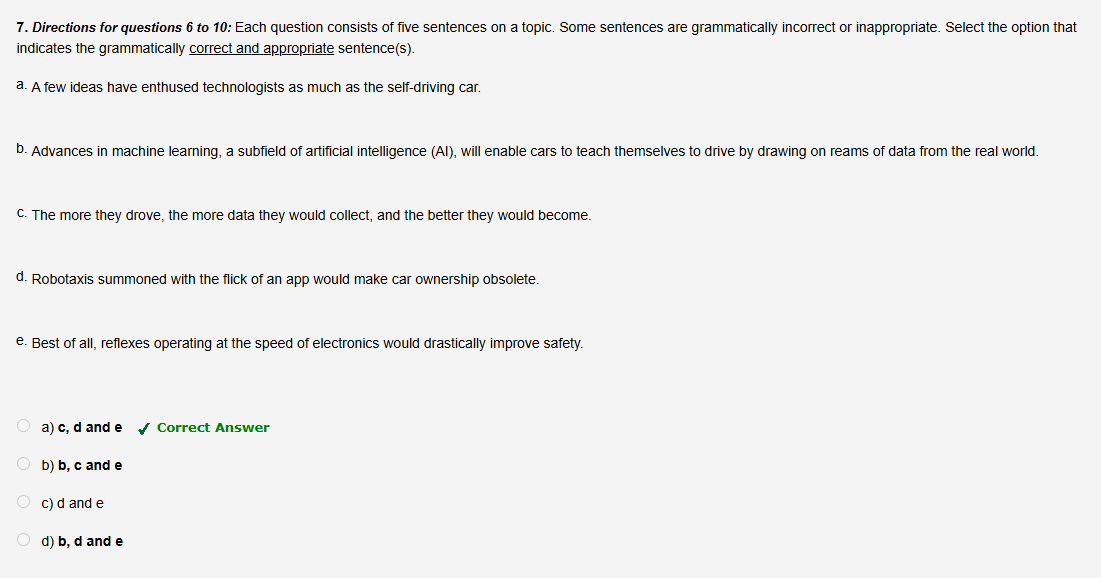 7. Directions for questions 6 to 10: Each question consists of five sentences on a topic. Some sentences are grammatically incorrect or inappropriate. Select the option that
indicates the grammatically correct and appropriate sentence(s).
a. A few ideas have enthused technologists as much as the self-driving car.
b. Advances in machine learning, a subfield of artificial intelligence (AI), will enable cars to teach themselves to drive by drawing on reams of data from the real world.
c. The more they drove, the more data they would collect, and the better they would become.
d. Robotaxis summoned with the flick of an app would make car ownership obsolete.
e. Best of all, reflexes operating at the speed of electronics would drastically improve safety.
a) c, d and e ✓ Correct Answer
b) b, c and e
c) d and e
d) b, d and e